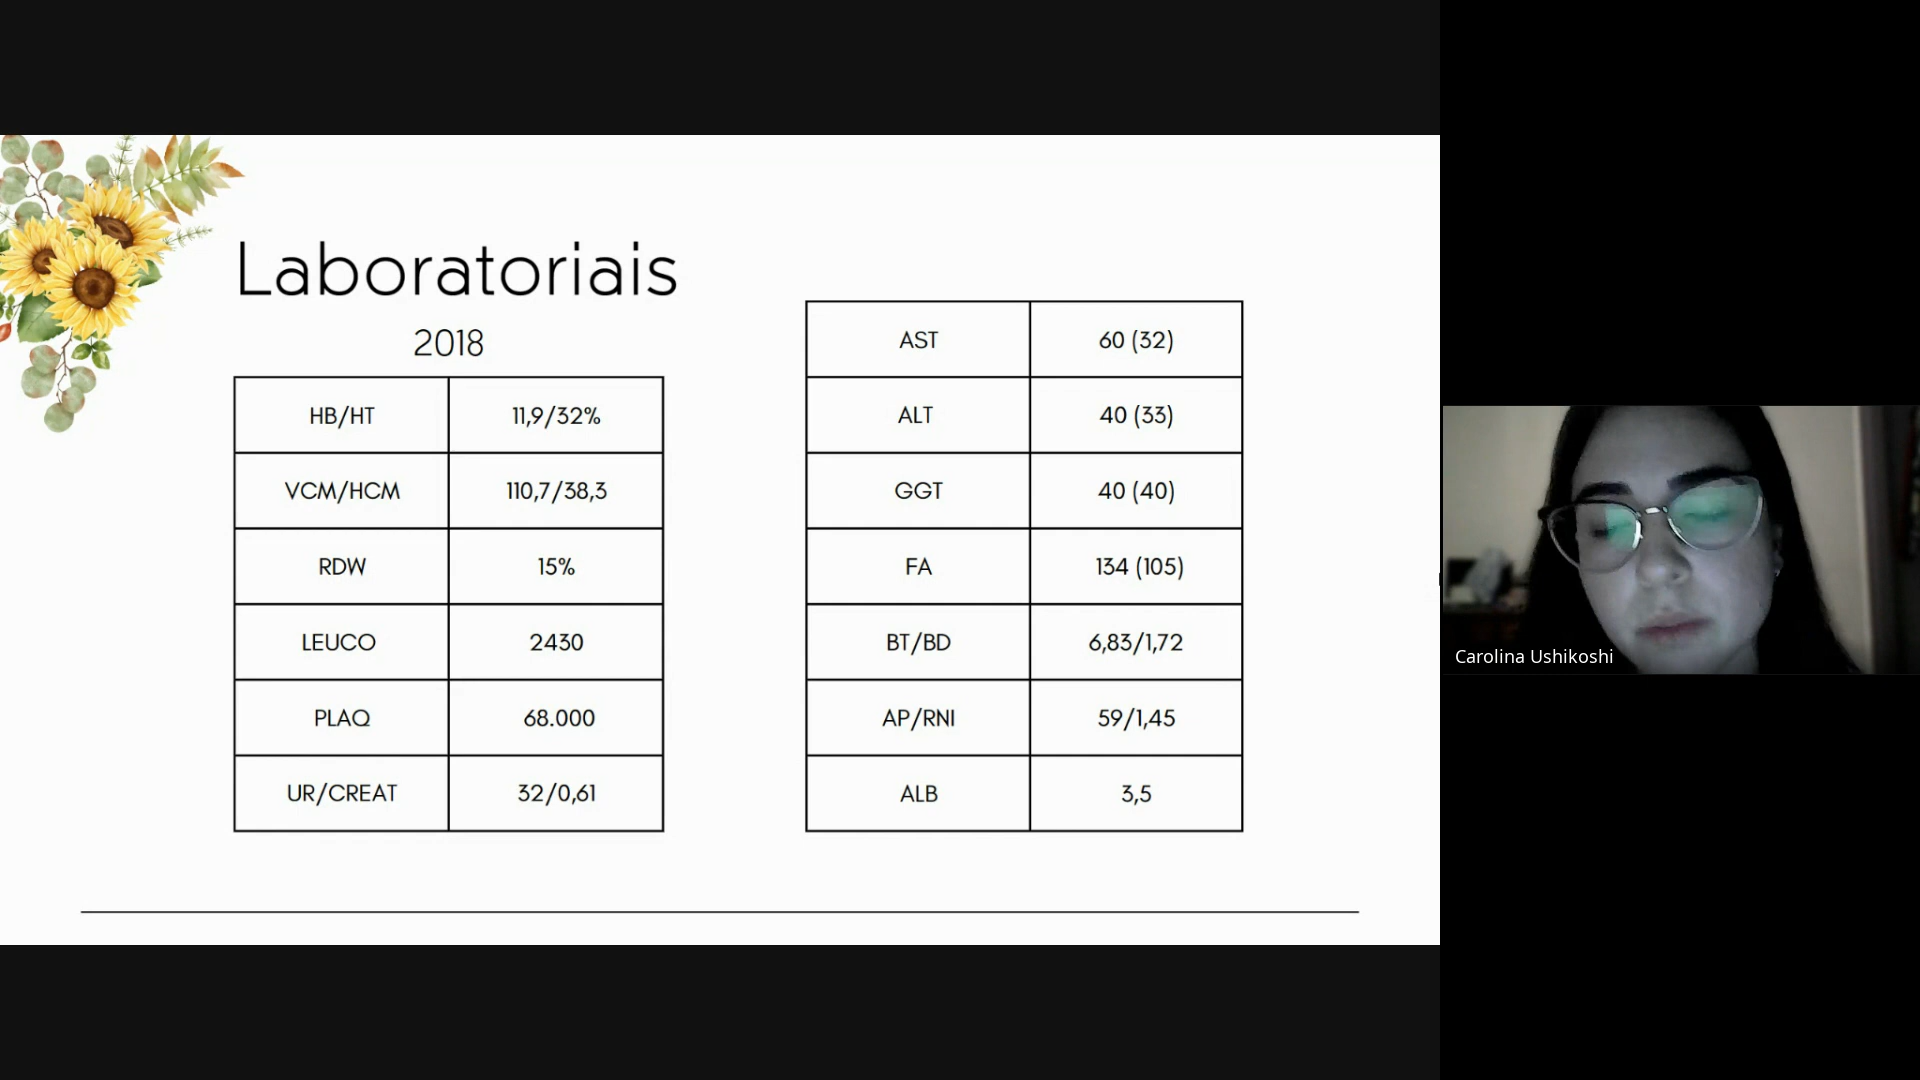 Laboratoriais
2018
HB/HT 11,9/32%
VCM/HCM 110,7/38,3
RDW 15%
LEUCO 2430
PLAQ 68.000
UR/CREAT 32/0,61
AST 60 (32)
ALT 40 (33)
GGT 40 (40)
FA 134 (105)
BT/BD 6,83/1,72
AP/RNI 59/1,45
ALB 3,5
Carolina Ushikoshi